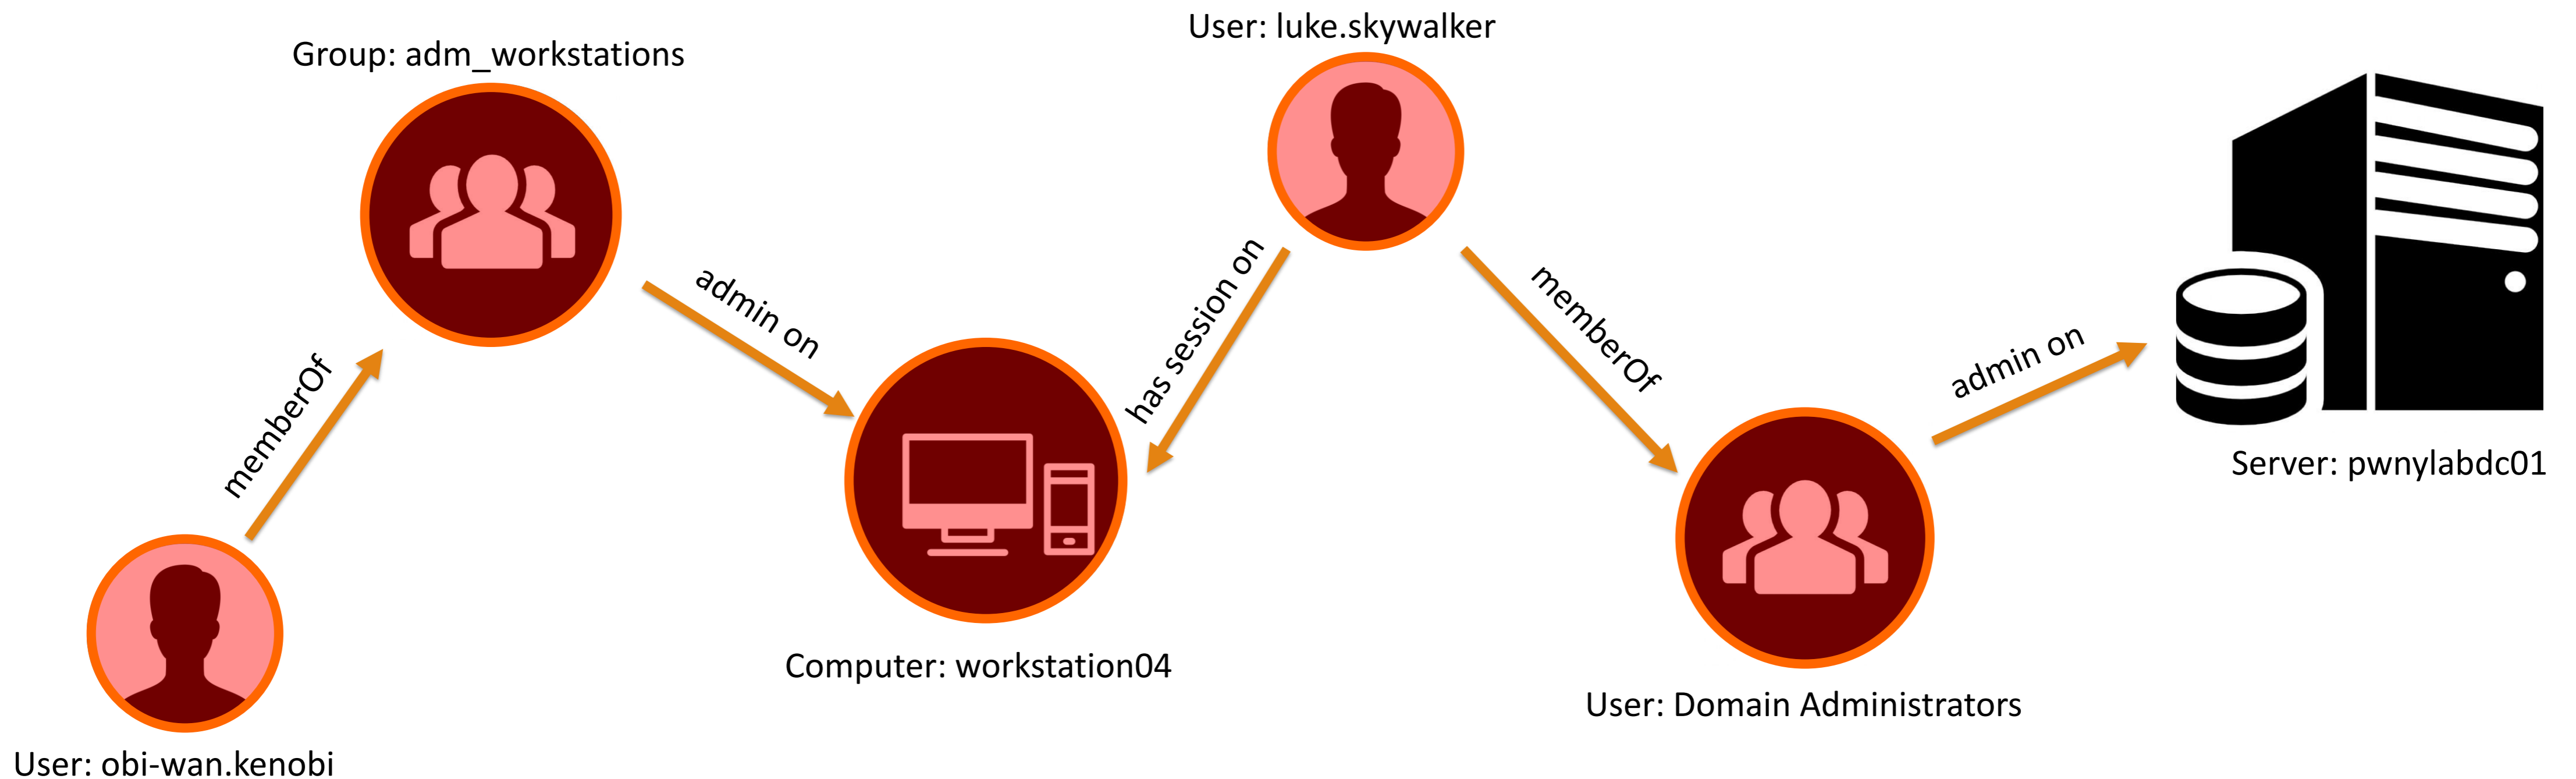 User: luke.skywalker
Group: adm_workstations
admin on
has session on
memberOf
admin on
memberOf
Server: pwnylabdc01
Computer: workstation04
User: Domain Administrators
User: obi-wan.kenobi